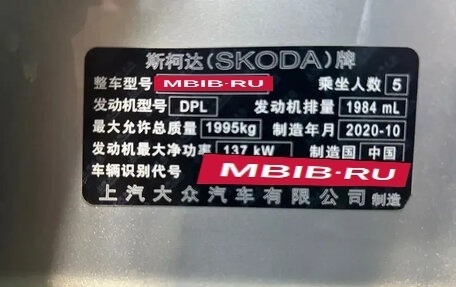 斯柯达(SKODA)牌
整车型号 MBIB·RU 乘坐人数 5
发动机型号 DPL 发动机排量 1984 mL
最大允许总质量 1995kg 制造年月 2020-10
发动机最大净功率 137 kW 制造国 中国
车辆识别代号 MBIB·RU
上汽大众汽车有限公司 制造